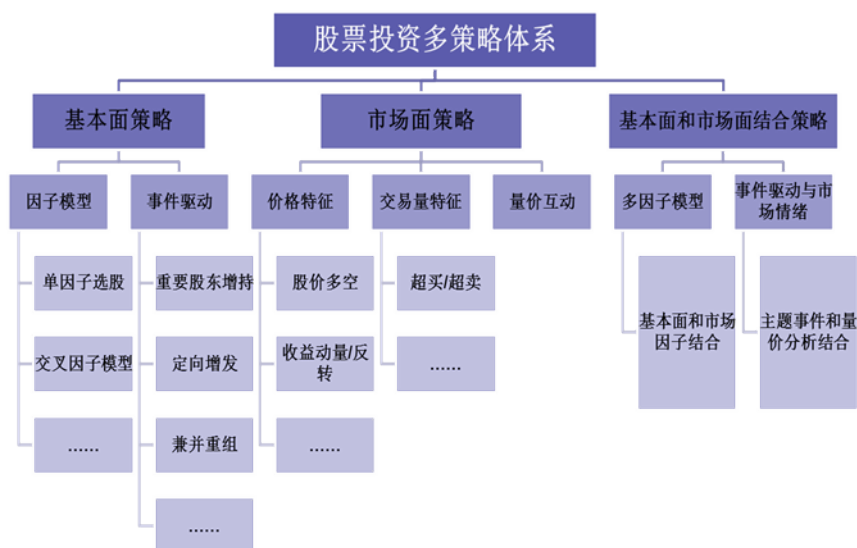 股票投资多策略体系
基本面策略
市场面策略
基本面和市场面结合策略
因子模型
事件驱动
价格特征
交易量特征
量价互动
多因子模型
事件驱动与市
场情绪
单因子选股
重要股东增持
股价多空
超买/超卖
基本面和市场
因子结合
主题事件和量
价分析结合
交叉因子模型
定向增发
收益动量/反
转
……
……
兼并重组
……
……